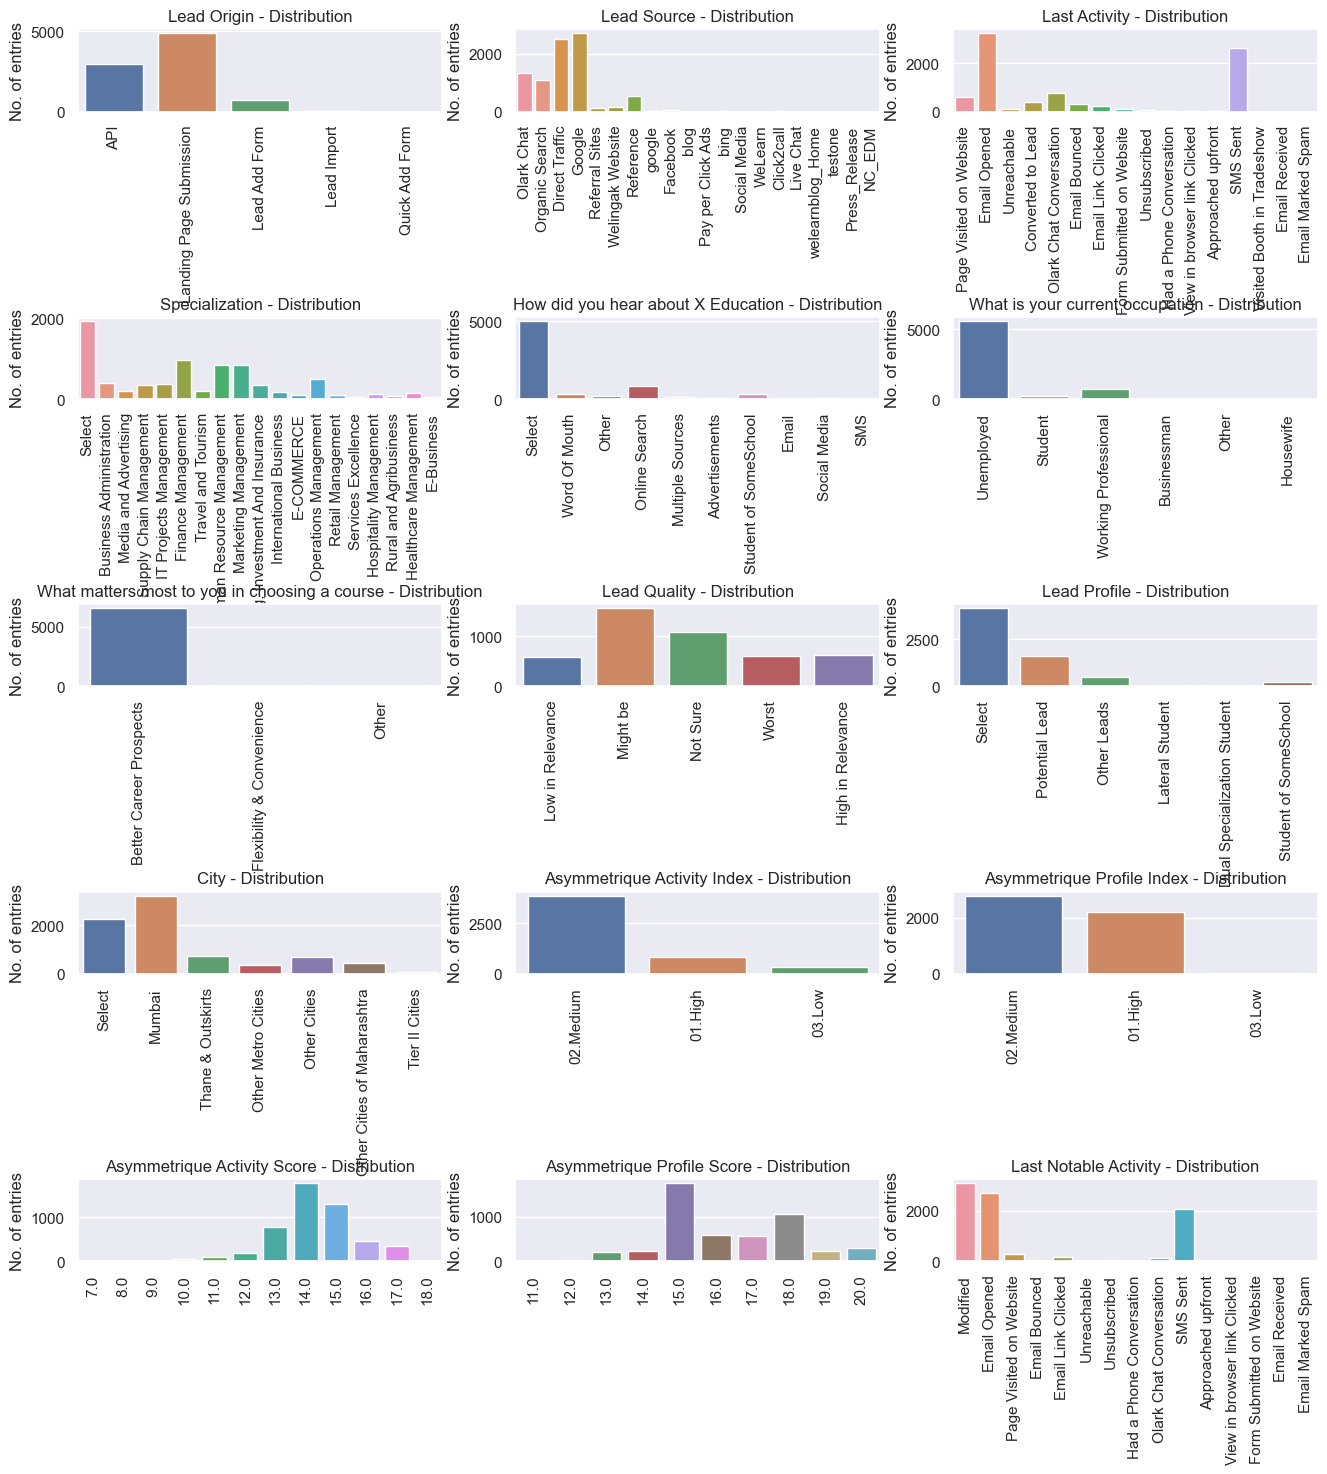 Lead Origin - Distribution
No. of entries
5000
0
API
Landing Page Submission
Lead Add Form
Lead Import
Quick Add Form
Lead Source - Distribution
No. of entries
2000
0
Olark Chat
Organic Search
Direct Traffic
Google
Referral Sites
Welingak Website
Reference
google
Facebook
blog
Pay per Click Ads
bing
Social Media
WeLearn
Click2call
Live Chat
welearnblog_Home
testone
Press_Release
NC_EDM
Last Activity - Distribution
No. of entries
2000
0
Page Visited on Website
Email Opened
Unreachable
Converted to Lead
Olark Chat Conversation
Email Bounced
Email Link Clicked
Form Submitted on Website
Unsubscribed
Had a Phone Conversation
View in browser link Clicked
Approached upfront
SMS Sent
Visited Booth in Tradeshow
Email Received
Email Marked Spam
Specialization - Distribution
No. of entries
2000
0
Select
Business Administration
Media and Advertising
Supply Chain Management
IT Projects Management
Finance Management
Travel and Tourism
Resource Management
Marketing Management
Investment And Insurance
International Business
E-COMMERCE
Operations Management
Retail Management
Services Excellence
Hospitality Management
Rural and Agribusiness
Healthcare Management
E-Business
How did you hear about X Education - Distribution
No. of entries
5000
0
Select
Word Of Mouth
Other
Online Search
Multiple Sources
Advertisements
Student of SomeSchool
Email
Social Media
SMS
What is your current occupation - Distribution
No. of entries
5000
0
Unemployed
Student
Working Professional
Businessman
Other
Housewife
What matters most to you in choosing a course - Distribution
No. of entries
5000
0
Better Career Prospects
Flexibility & Convenience
Other
Lead Quality - Distribution
No. of entries
1000
0
Low in Relevance
Might be
Not Sure
Worst
High in Relevance
Lead Profile - Distribution
No. of entries
2500
0
Select
Potential Lead
Other Leads
Lateral Student
Dual Specialization Student
Student of SomeSchool
City - Distribution
No. of entries
2000
0
Select
Mumbai
Thane & Outskirts
Other Metro Cities
Other Cities
Other Cities of Maharashtra
Tier II Cities
Asymmetrique Activity Index - Distribution
No. of entries
2500
0
02.Medium
01.High
03.Low
Asymmetrique Profile Index - Distribution
No. of entries
2000
0
02.Medium
01.High
03.Low
Asymmetrique Activity Score - Distribution
No. of entries
1000
0
7.0
8.0
9.0
10.0
11.0
12.0
13.0
14.0
15.0
16.0
17.0
18.0
Asymmetrique Profile Score - Distribution
No. of entries
1000
0
11.0
12.0
13.0
14.0
15.0
16.0
17.0
18.0
19.0
20.0
Last Notable Activity - Distribution
No. of entries
2000
0
Modified
Email Opened
Page Visited on Website
Email Bounced
Email Link Clicked
Unreachable
Unsubscribed
Had a Phone Conversation
Olark Chat Conversation
SMS Sent
Approached upfront
View in browser link Clicked
Form Submitted on Website
Email Received
Email Marked Spam